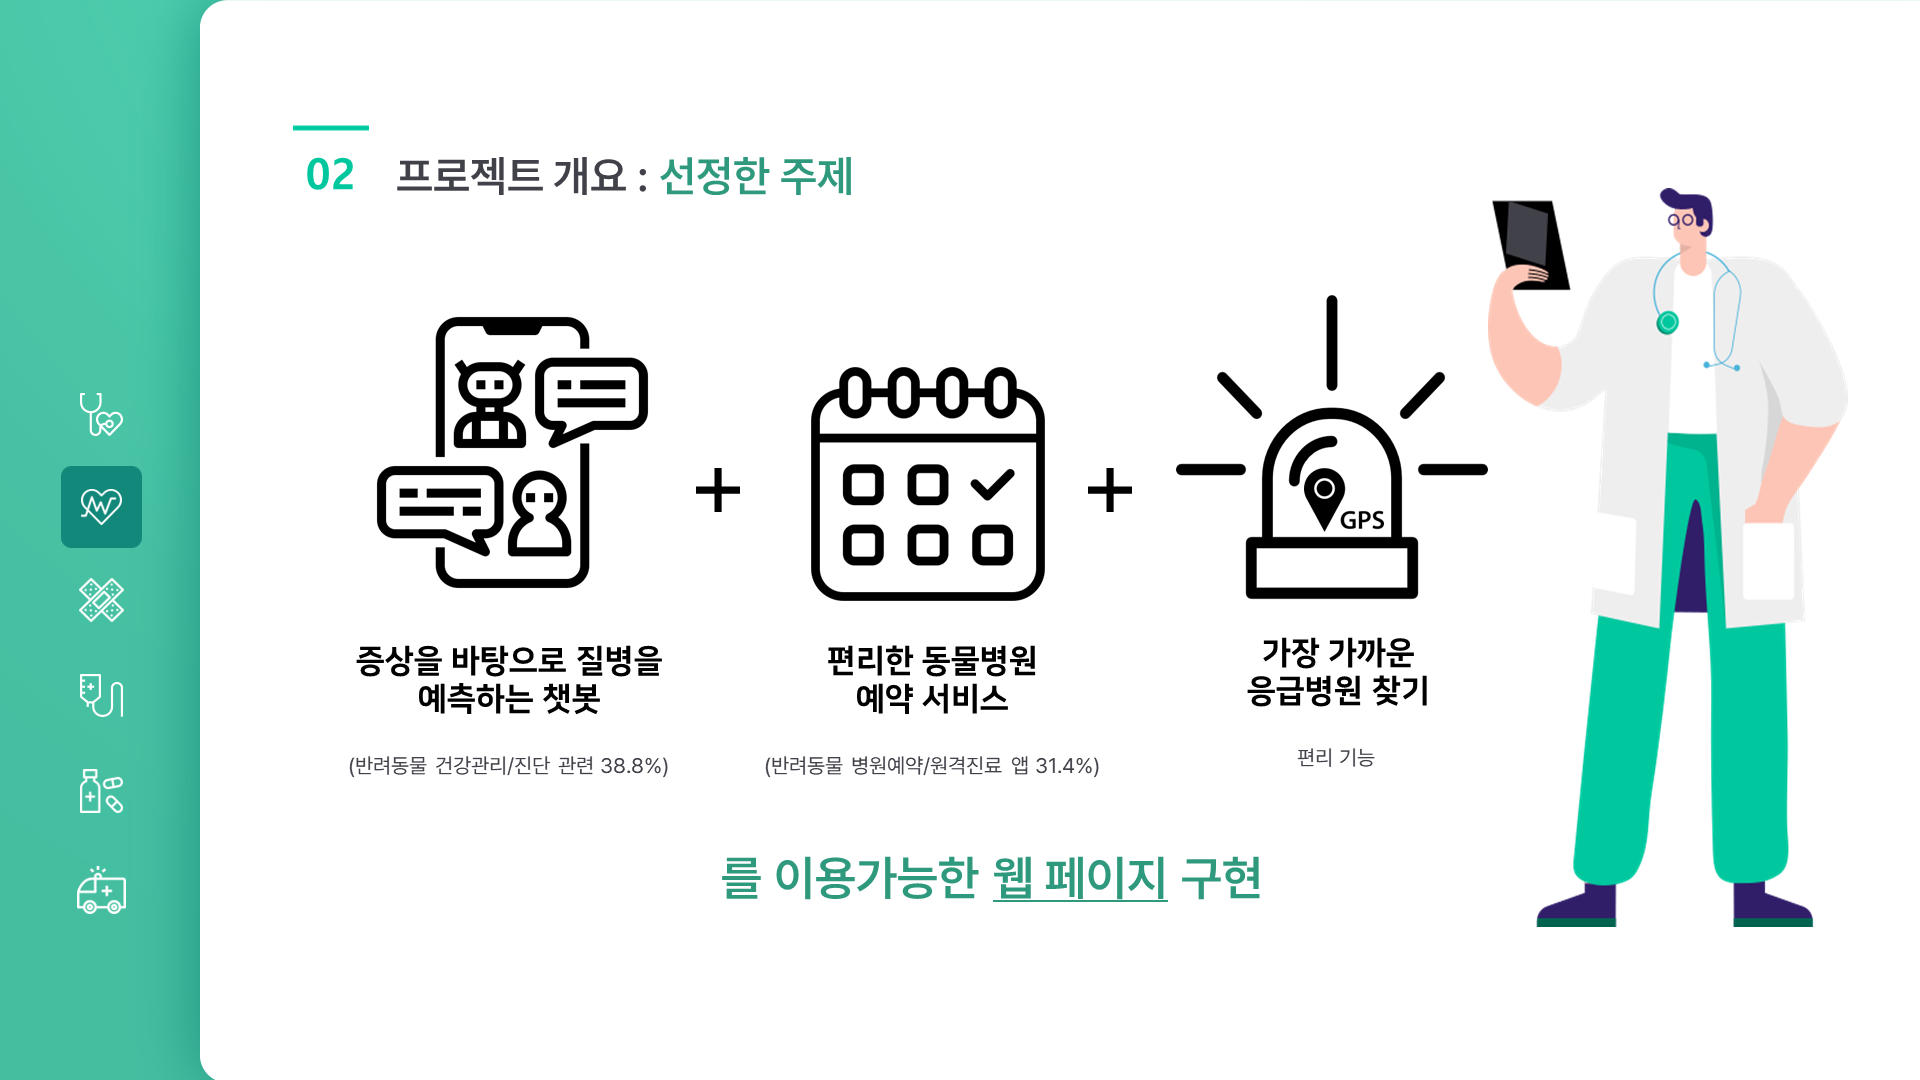 02 프로젝트 개요 : 선정한 주제
GPS
증상을 바탕으로 질병을
예측하는 챗봇
(반려동물 건강관리/진단 관련 38.8%)
편리한 동물병원
예약 서비스
(반려동물 병원예약/원격진료 앱 31.4%)
가장 가까운
응급병원 찾기
편리 기능
를 이용가능한 웹 페이지 구현